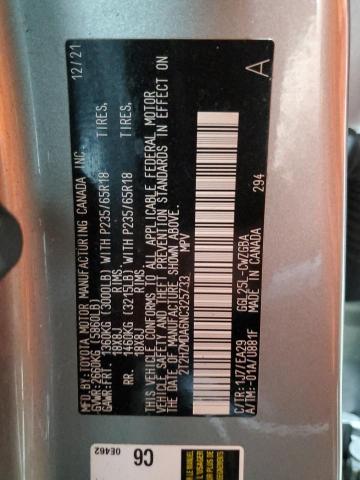 MFD.BY:TOYOTA MOTOR MANUFACTURING CANADA INC. 12/21
GVWR:2660KG (5860LB)
GAWR:FRT. 1360KG (3000LB) WITH P235/65R18 TIRES,
18X8J RIMS,
RR. 1460KG (3215LB) WITH P235/65R18 TIRES,
18X8J RIMS,
THIS VEHICLE CONFORMS TO ALL APPLICABLE FEDERAL MOTOR
VEHICLE SAFETY AND THEFT PREVENTION STANDARDS IN EFFECT ON
THE DATE OF MANUFACTURE SHOWN ABOVE.
2T2HZMDA6NC325733 MPV A
294
C/TR:1J7/EA29 GGL25L-CWZGBA
A/TM:-01A/U881F MADE IN CANADA
C6
0E462